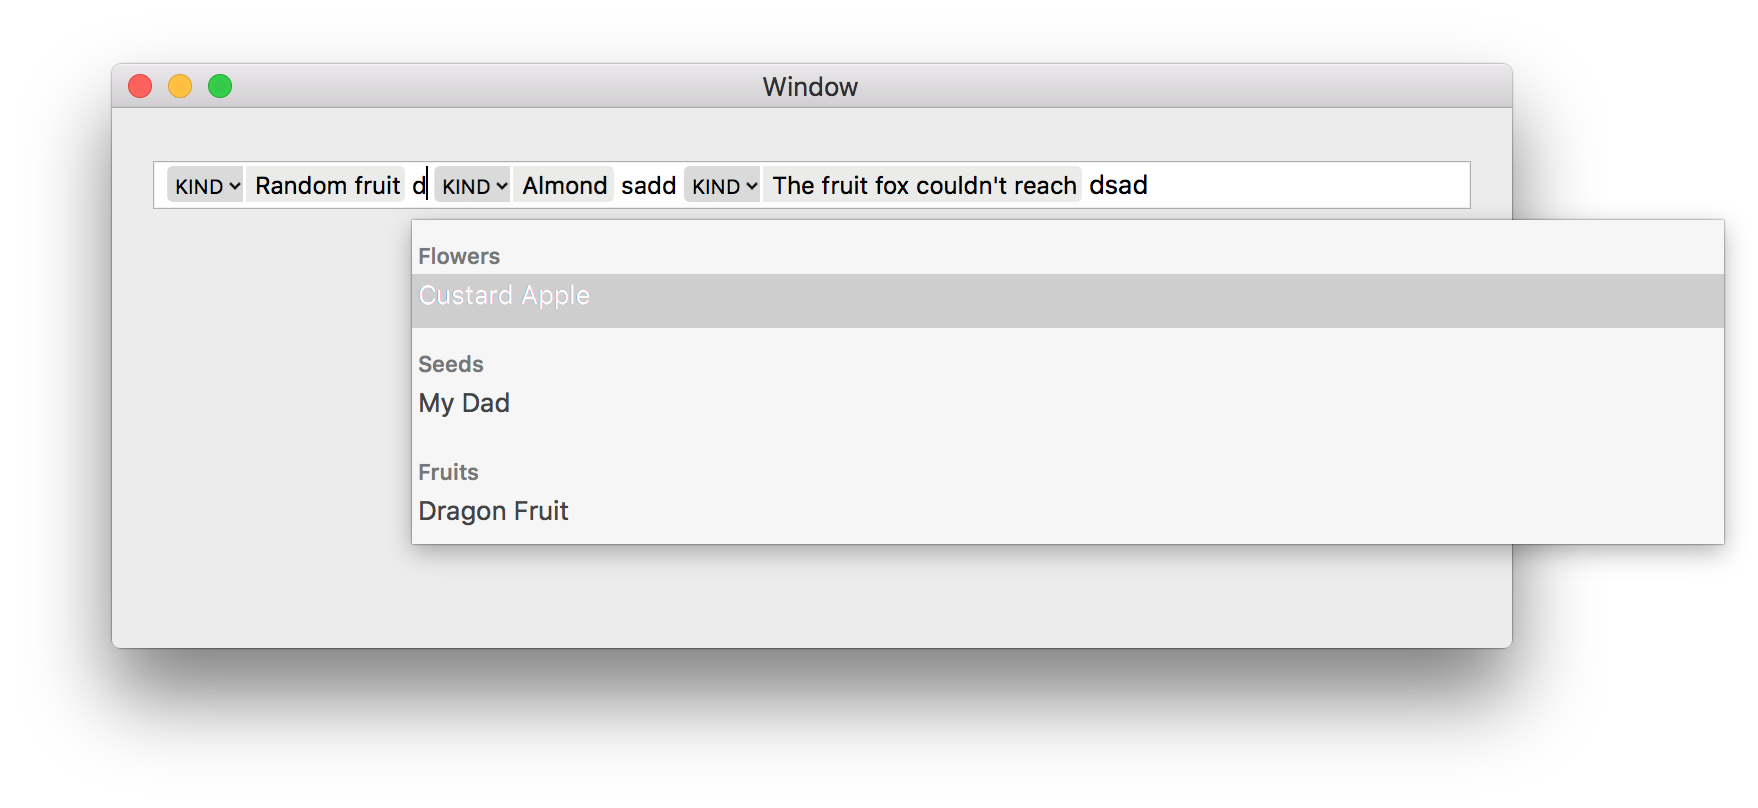 Window
KIND Random fruit d KIND Almond sadd KIND The fruit fox couldn't reach dsad
Flowers
Custard Apple
Seeds
My Dad
Fruits
Dragon Fruit